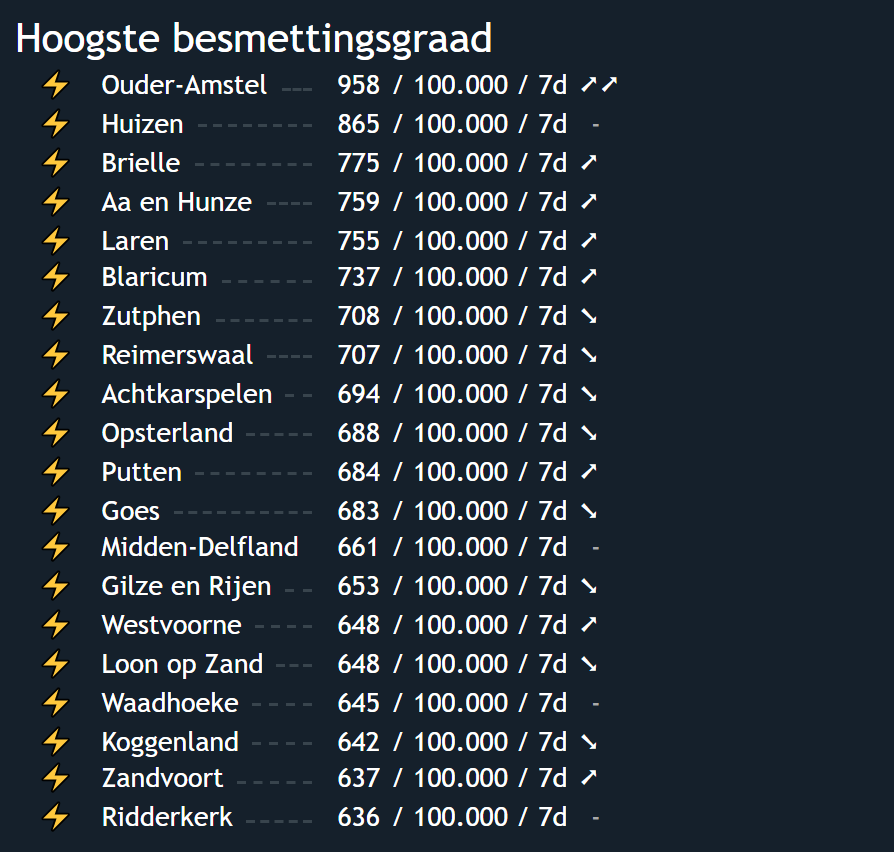 Hoogste besmettingsgraad
⚡ Ouder-Amstel --- 958 / 100.000 / 7d ➚➚
⚡ Huizen -------- 865 / 100.000 / 7d -
⚡ Brielle -------- 775 / 100.000 / 7d ➚
⚡ Aa en Hunze ---- 759 / 100.000 / 7d ➚
⚡ Laren --------- 755 / 100.000 / 7d ➚
⚡ Blaricum ------ 737 / 100.000 / 7d ➚
⚡ Zutphen ------- 708 / 100.000 / 7d ➘
⚡ Reimerswaal ---- 707 / 100.000 / 7d ➘
⚡ Achtkarspelen -- 694 / 100.000 / 7d ➘
⚡ Opsterland ----- 688 / 100.000 / 7d ➘
⚡ Putten -------- 684 / 100.000 / 7d ➚
⚡ Goes ---------- 683 / 100.000 / 7d ➘
⚡ Midden-Delfland 661 / 100.000 / 7d -
⚡ Gilze en Rijen -- 653 / 100.000 / 7d ➘
⚡ Westvoorne ---- 648 / 100.000 / 7d ➚
⚡ Loon op Zand --- 648 / 100.000 / 7d ➘
⚡ Waadhoeke ---- 645 / 100.000 / 7d -
⚡ Koggenland ---- 642 / 100.000 / 7d ➘
⚡ Zandvoort ----- 637 / 100.000 / 7d ➚
⚡ Ridderkerk ----- 636 / 100.000 / 7d -